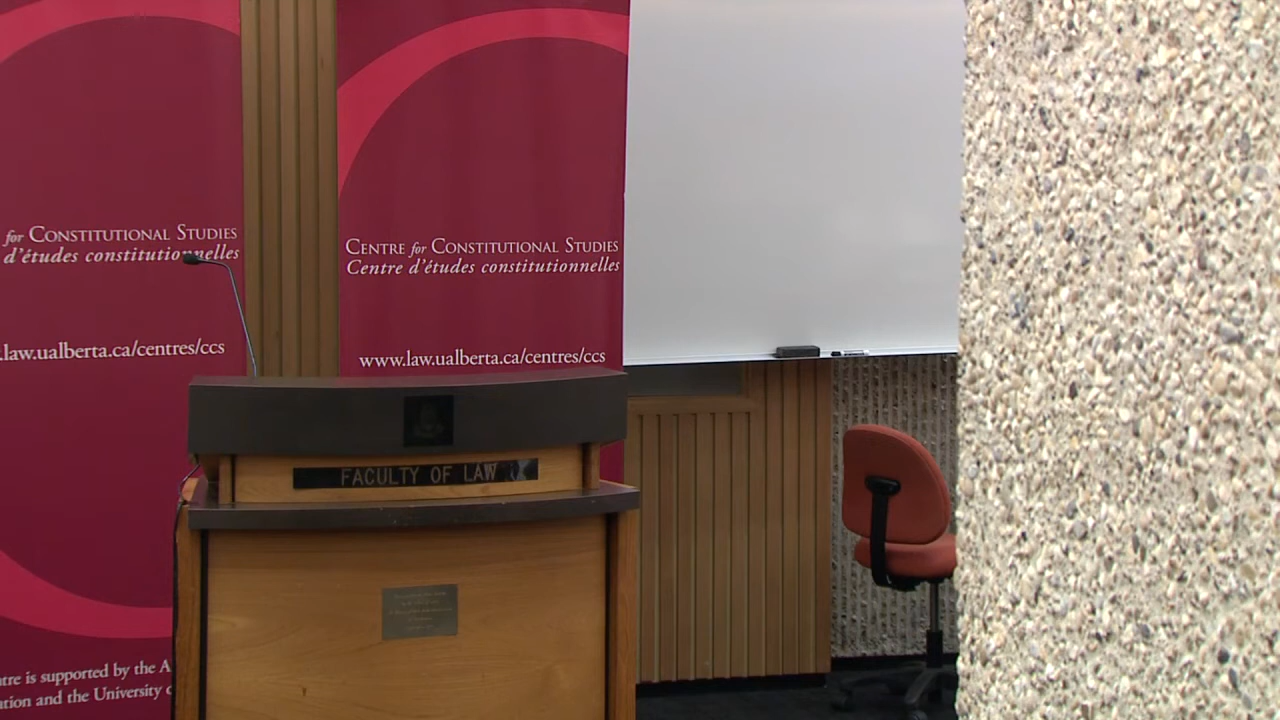 for CONSTITUTIONAL STUDIES
d'études constitutionnelles
.law.ualberta.ca/centres/ccs
ntre is supported by the A
ation and the University o
CENTRE for CONSTITUTIONAL STUDIES
Centre d'études constitutionnelles
www.law.ualberta.ca/centres/ccs
FACULTY OF LAW